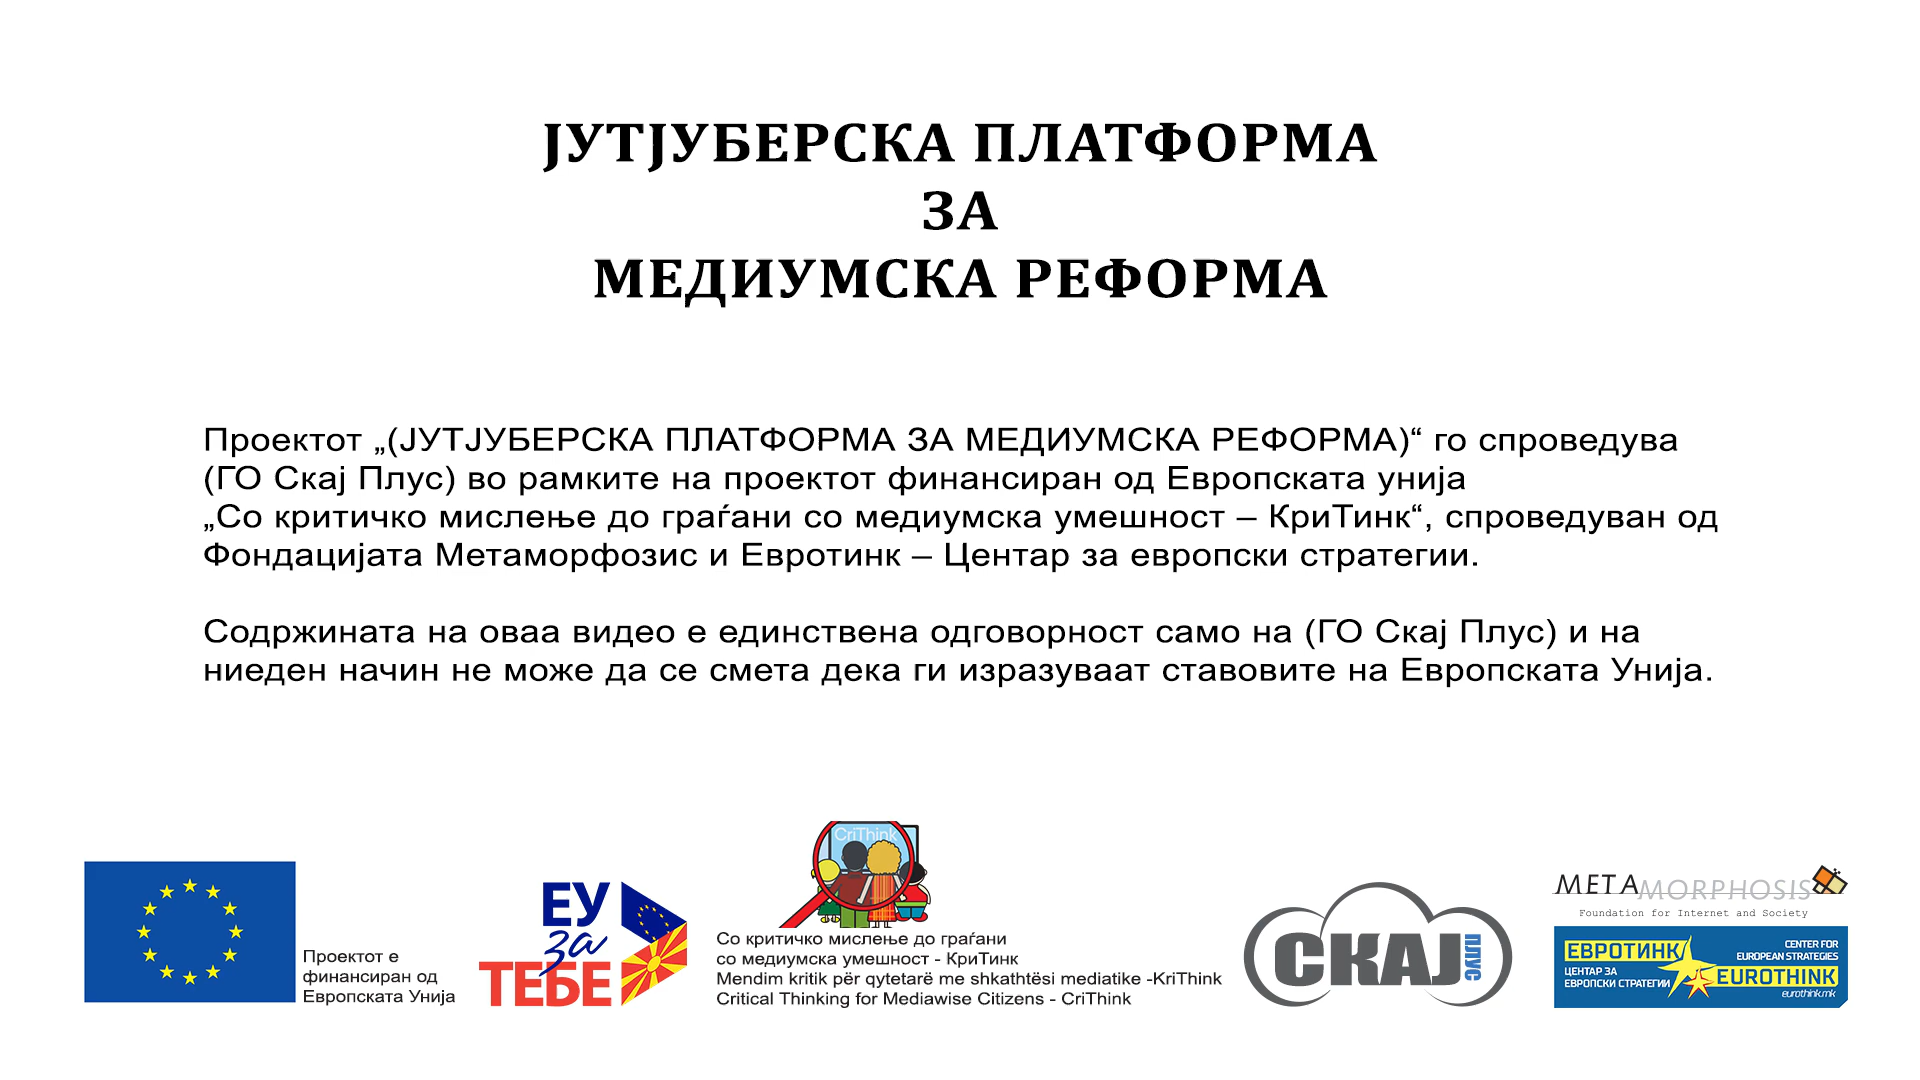 ЈУТЈУБЕРСКА ПЛАТФОРМА
ЗА
МЕДИУМСКА РЕФОРМА
Проектот „(ЈУТЈУБЕРСКА ПЛАТФОРМА ЗА МЕДИУМСКА РЕФОРМА)“ го спроведува
(ГО Скај Плус) во рамките на проектот финансиран од Европската унија
„Со критичко мислење до граѓани со медиумска умешност – КриТинк“, спроведуван од
Фондацијата Метаморфозис и Евротинк – Центар за европски стратегии.
Содржината на оваа видео е единствена одговорност само на (ГО Скај Плус) и на
ниеден начин не може да се смета дека ги изразуваат ставовите на Европската Унија.
Проектот е
финансиран од
Европската Унија
ЕУ
за
ТЕБЕ
CriThink
Со критичко мислење до граѓани
со медиумска умешност - КриТинк
Mendim kritik për qytetarë me shkathtësi mediatike -KriThink
Critical Thinking for Mediawise Citizens - CriThink
СКАЈ ПЛУС
METAMORPHOSIS
Foundation for Internet and Society
ЕВРОТИНК
ЦЕНТАР ЗА
ЕВРОПСКИ СТРАТЕГИИ
CENTER FOR
EUROPEAN STRATEGIES
EUROTHINK
eurothink.mk